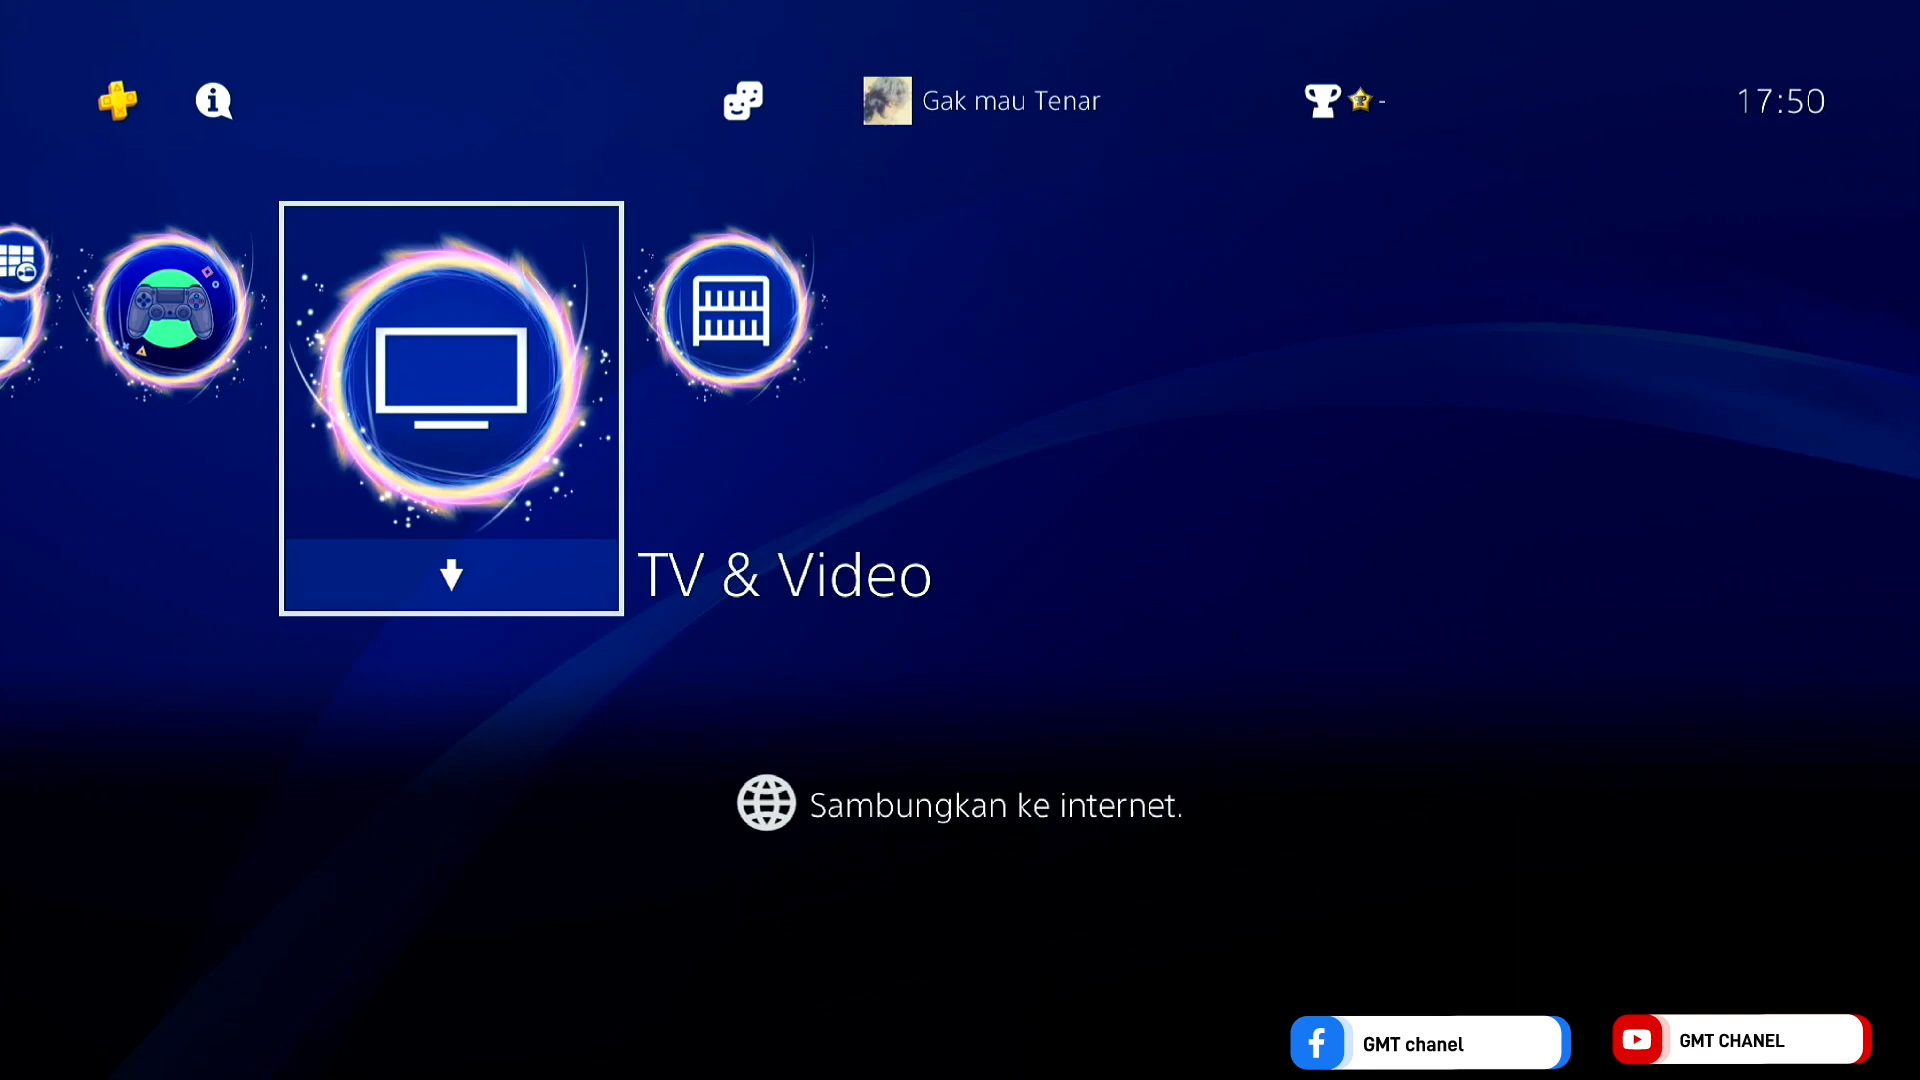 Gak mau Tenar
-
17:50
TV & Video
Sambungkan ke internet.
GMT chanel
GMT CHANEL